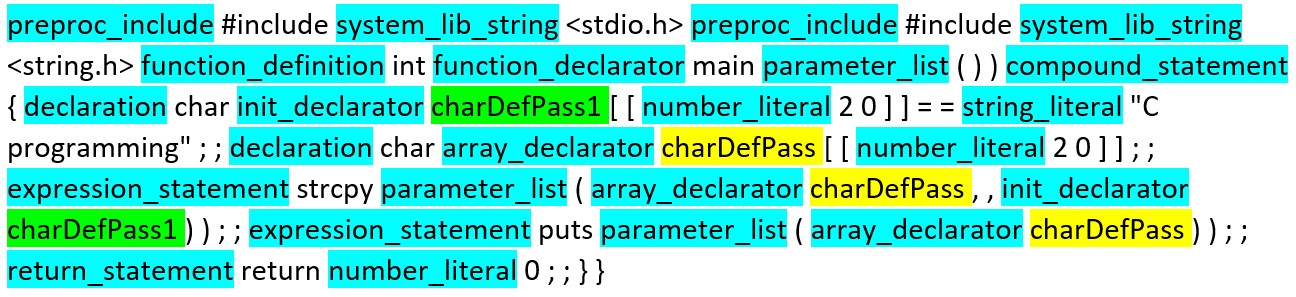 preproc_include #include system_lib_string <stdio.h> preproc_include #include system_lib_string
<string.h> function_definition int function_declarator main parameter_list ( ) ) compound_statement
{ declaration char init_declarator charDefPass1 [ [ number_literal 2 0 ] ] = = string_literal "C
programming" ; ; declaration char array_declarator charDefPass [ [ number_literal 2 0 ] ] ; ;
expression_statement strcpy parameter_list ( array_declarator charDefPass , , init_declarator
charDefPass1 ) ) ; ; expression_statement puts parameter_list ( array_declarator charDefPass ) ) ; ;
return_statement return number_literal 0 ; ; } }